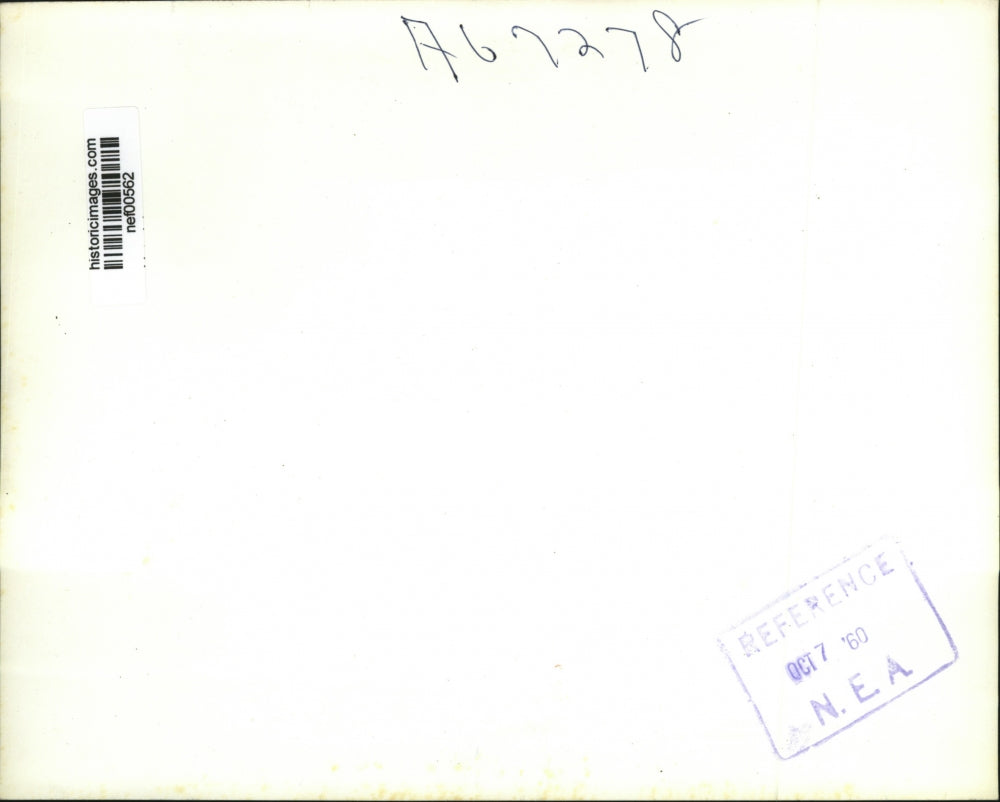 A67278
historicimages.com
nef00562
REFERENCE
OCT 7 '60
N.E.A